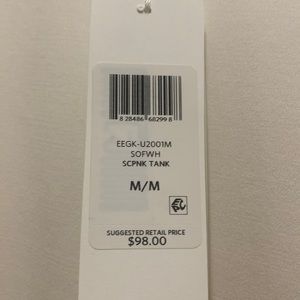 8 28486 68299 8
EEGK-U2001M
SOFWH
SCPNK TANK
M/M
SUGGESTED RETAIL PRICE
$98.00